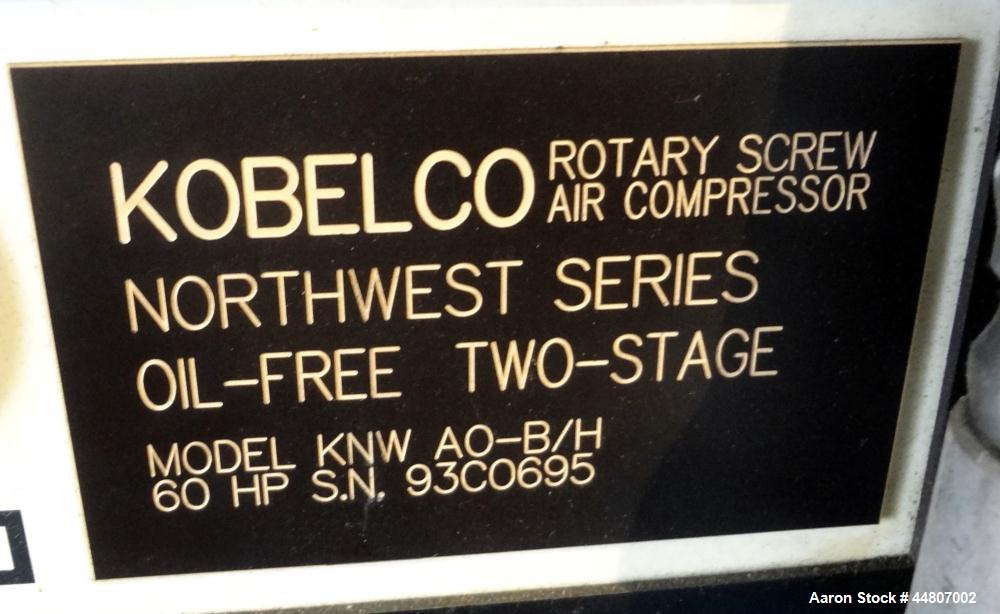 KOBELCO ROTARY SCREW
AIR COMPRESSOR
NORTHWEST SERIES
OIL-FREE TWO-STAGE
MODEL KNW AO-B/H
60 HP S.N. 93C0695
Aaron Stock # 44807002